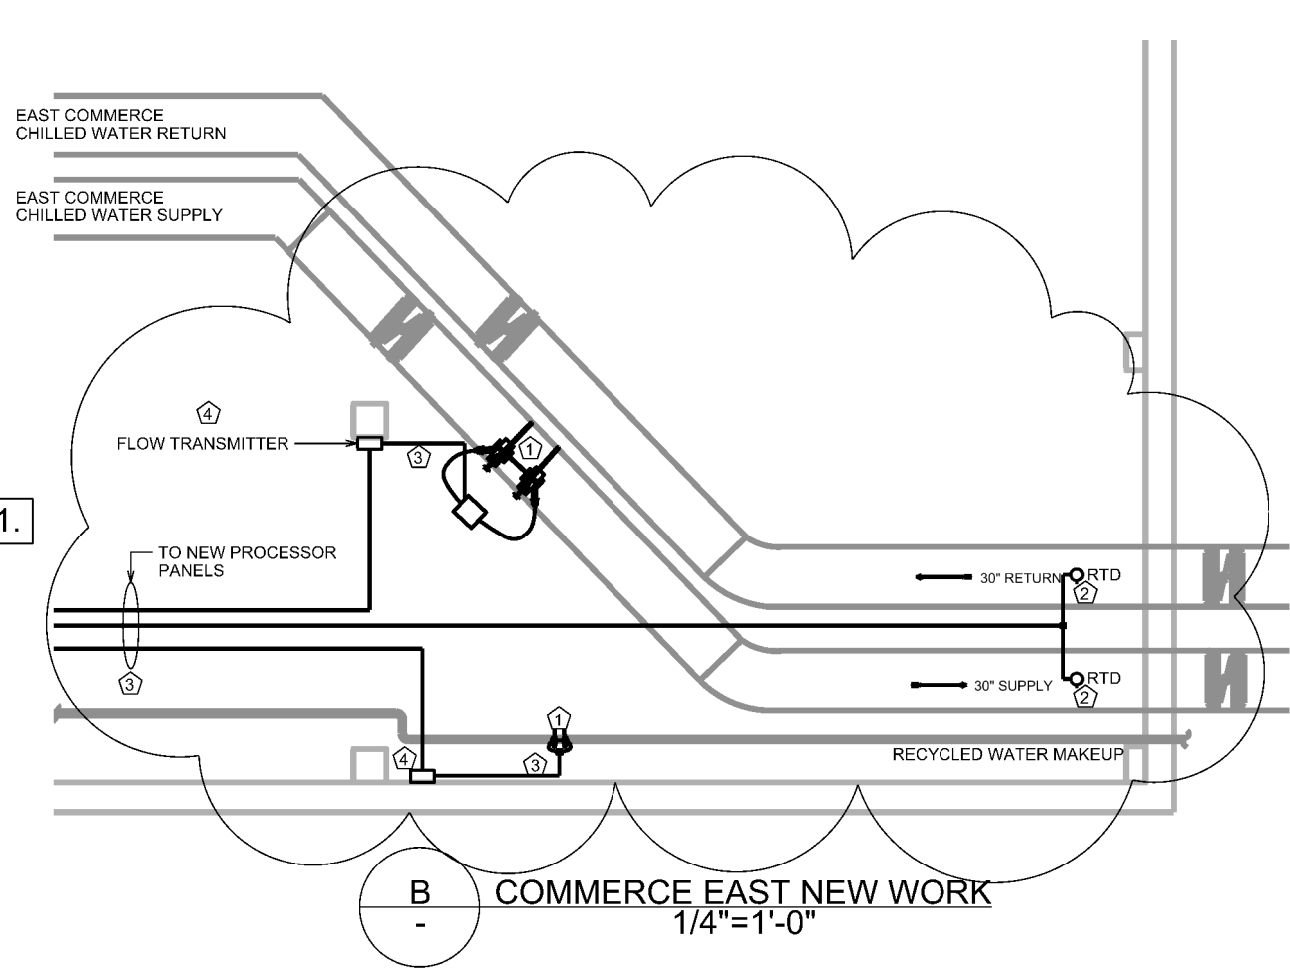 EAST COMMERCE
CHILLED WATER RETURN
EAST COMMERCE
CHILLED WATER SUPPLY
4
FLOW TRANSMITTER
3
1
1.
TO NEW PROCESSOR
PANELS
30" RETURN
RTD
2
3
30" SUPPLY
RTD
2
1
RECYCLED WATER MAKEUP
4
3
B
-
COMMERCE EAST NEW WORK
1/4"=1'-0"